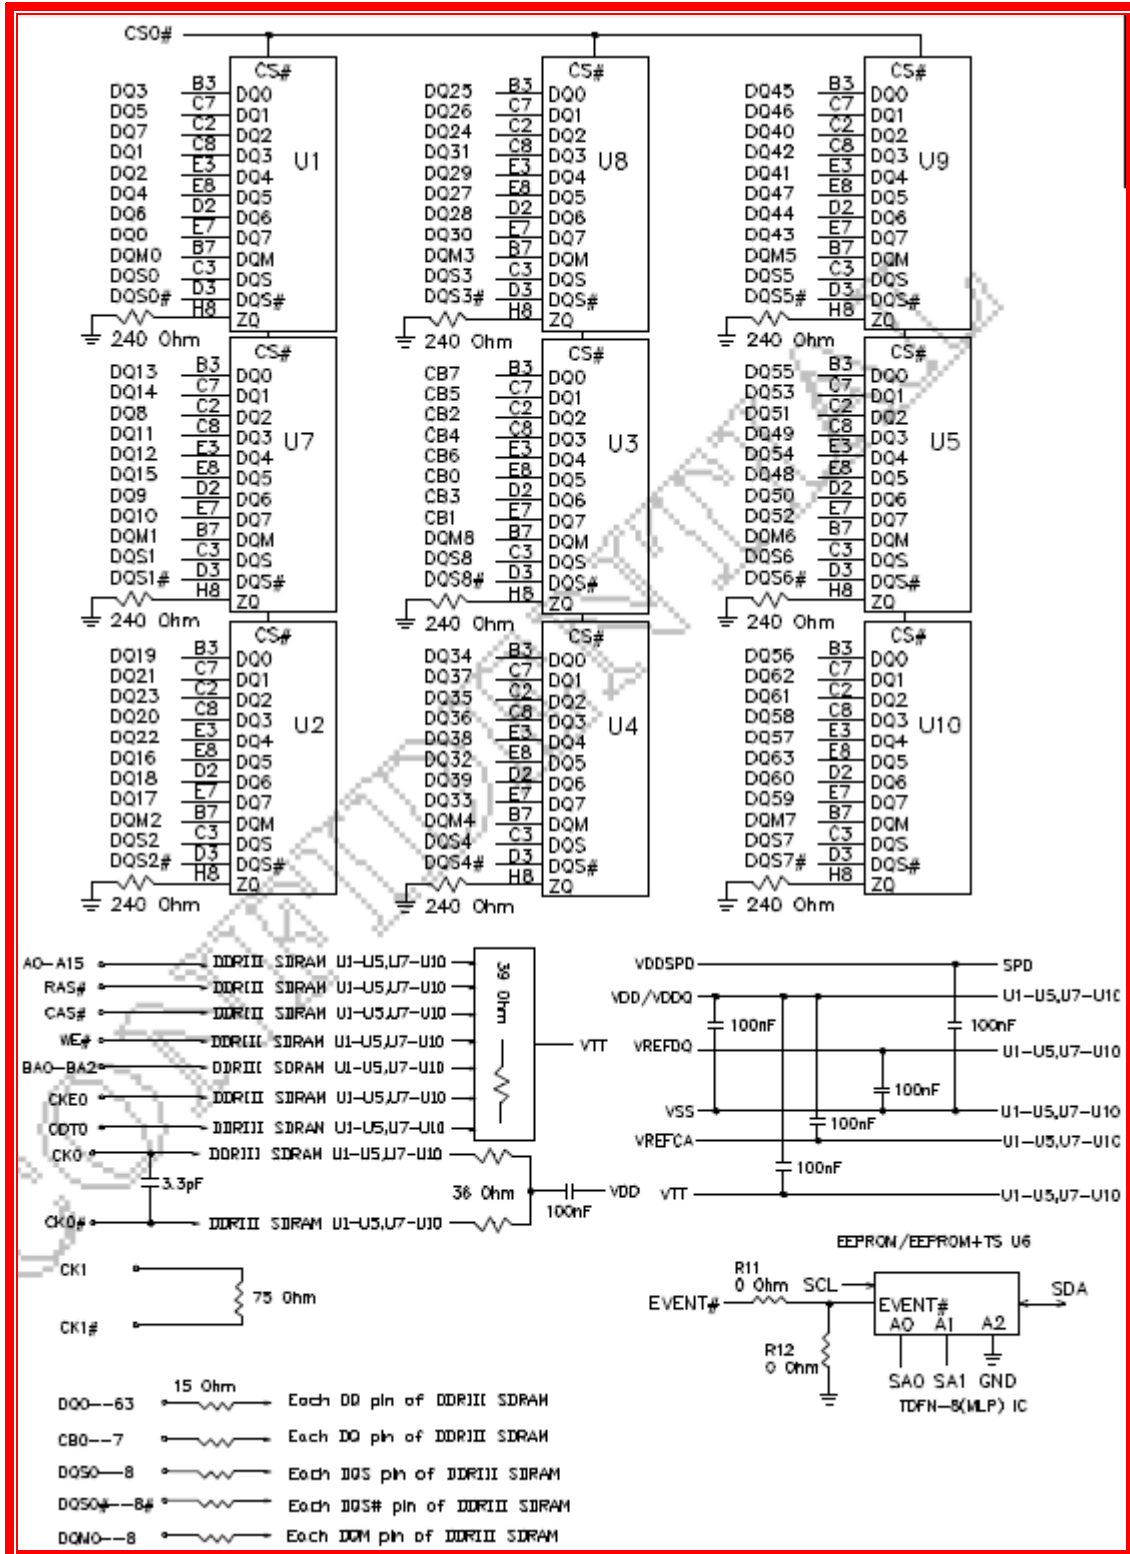 CS0#
CS#
DQ3 B3 DQ0
DQ5 C7 DQ1
DQ7 C2 DQ2
DQ1 C8 DQ3
U1
DQ2 E3 DQ4
DQ4 E8 DQ5
DQ6 D2 DQ6
DQ0 E7 DQ7
DQM0 B7 DQM
DQS0 C3 DQS
DQS0# D3 DQS#
H8 ZQ
240 Ohm
CS#
DQ25 B3 DQ0
DQ26 C7 DQ1
DQ24 C2 DQ2
DQ31 C8 DQ3
U8
DQ29 E3 DQ4
DQ27 E8 DQ5
DQ28 D2 DQ6
DQ30 E7 DQ7
DQM3 B7 DQM
DQS3 C3 DQS
DQS3# D3 DQS#
H8 ZQ
240 Ohm
CS#
DQ45 B3 DQ0
DQ46 C7 DQ1
DQ40 C2 DQ2
DQ42 C8 DQ3
U9
DQ41 E3 DQ4
DQ47 E8 DQ5
DQ44 D2 DQ6
DQ43 E7 DQ7
DQM5 B7 DQM
DQS5 C3 DQS
DQS5# D3 DQS#
H8 ZQ
240 Ohm
CS#
DQ13 B3 DQ0
DQ14 C7 DQ1
DQ8 C2 DQ2
DQ11 C8 DQ3
U7
DQ12 E3 DQ4
DQ15 E8 DQ5
DQ9 D2 DQ6
DQ10 E7 DQ7
DQM1 B7 DQM
DQS1 C3 DQS
DQS1# D3 DQS#
H8 ZQ
240 Ohm
CS#
CB7 B3 DQ0
CB5 C7 DQ1
CB2 C2 DQ2
CB4 C8 DQ3
U3
CB6 E3 DQ4
CB0 E8 DQ5
CB3 D2 DQ6
CB1 E7 DQ7
DQM8 B7 DQM
DQS8 C3 DQS
DQS8# D3 DQS#
H8 ZQ
240 Ohm
CS#
DQ55 B3 DQ0
DQ53 C7 DQ1
DQ51 C2 DQ2
DQ49 C8 DQ3
U5
DQ54 E3 DQ4
DQ48 E8 DQ5
DQ50 D2 DQ6
DQ52 E7 DQ7
DQM6 B7 DQM
DQS6 C3 DQS
DQS6# D3 DQS#
H8 ZQ
240 Ohm
CS#
DQ19 B3 DQ0
DQ21 C7 DQ1
DQ23 C2 DQ2
DQ20 C8 DQ3
U2
DQ22 E3 DQ4
DQ16 E8 DQ5
DQ18 D2 DQ6
DQ17 E7 DQ7
DQM2 B7 DQM
DQS2 C3 DQS
DQS2# D3 DQS#
H8 ZQ
240 Ohm
CS#
DQ34 B3 DQ0
DQ37 C7 DQ1
DQ35 C2 DQ2
DQ36 C8 DQ3
U4
DQ38 E3 DQ4
DQ32 E8 DQ5
DQ39 D2 DQ6
DQ33 E7 DQ7
DQM4 B7 DQM
DQS4 C3 DQS
DQS4# D3 DQS#
H8 ZQ
240 Ohm
CS#
DQ56 B3 DQ0
DQ62 C7 DQ1
DQ61 C2 DQ2
DQ58 C8 DQ3
U10
DQ57 E3 DQ4
DQ63 E8 DQ5
DQ60 D2 DQ6
DQ59 E7 DQ7
DQM7 B7 DQM
DQS7 C3 DQS
DQS7# D3 DQS#
H8 ZQ
240 Ohm
CONFIDENTIAL
A0-A15 DDRIII SDRAM U1-U5,U7-U10
RAS# DDRIII SDRAM U1-U5,U7-U10
CAS# DDRIII SDRAM U1-U5,U7-U10
WE# DDRIII SDRAM U1-U5,U7-U10
BA0-BA2 DDRIII SDRAM U1-U5,U7-U10
CKE0 DDRIII SDRAM U1-U5,U7-U10
ODT0 DDRIII SDRAM U1-U5,U7-U10
39 Ohm
VTT
CK0 DDRIII SDRAM U1-U5,U7-U10
3.3pF
36 Ohm
100nF
VDD
CK0# DDRIII SDRAM U1-U5,U7-U10
CK1
75 Ohm
CK1#
VDDSPD SPD
VDD/VDDQ U1-U5,U7-U10
100nF
100nF
VREFDQ U1-U5,U7-U10
100nF
VSS U1-U5,U7-U10
100nF
VREFCA U1-U5,U7-U10
100nF
VTT U1-U5,U7-U10
EEPROM/EEPROM+TS U6
R11
0 Ohm
SCL
SDA
EVENT#
EVENT#
A0 A1 A2
R12
0 Ohm
SA0 SA1 GND
TDFN-8(MLP) IC
15 Ohm
DQ0--63 Each DQ pin of DDRIII SDRAM
CB0--7 Each DQ pin of DDRIII SDRAM
DQS0--8 Each DQS pin of DDRIII SDRAM
DQS0#--8# Each DQS# pin of DDRIII SDRAM
DQM0--8 Each DQM pin of DDRIII SDRAM